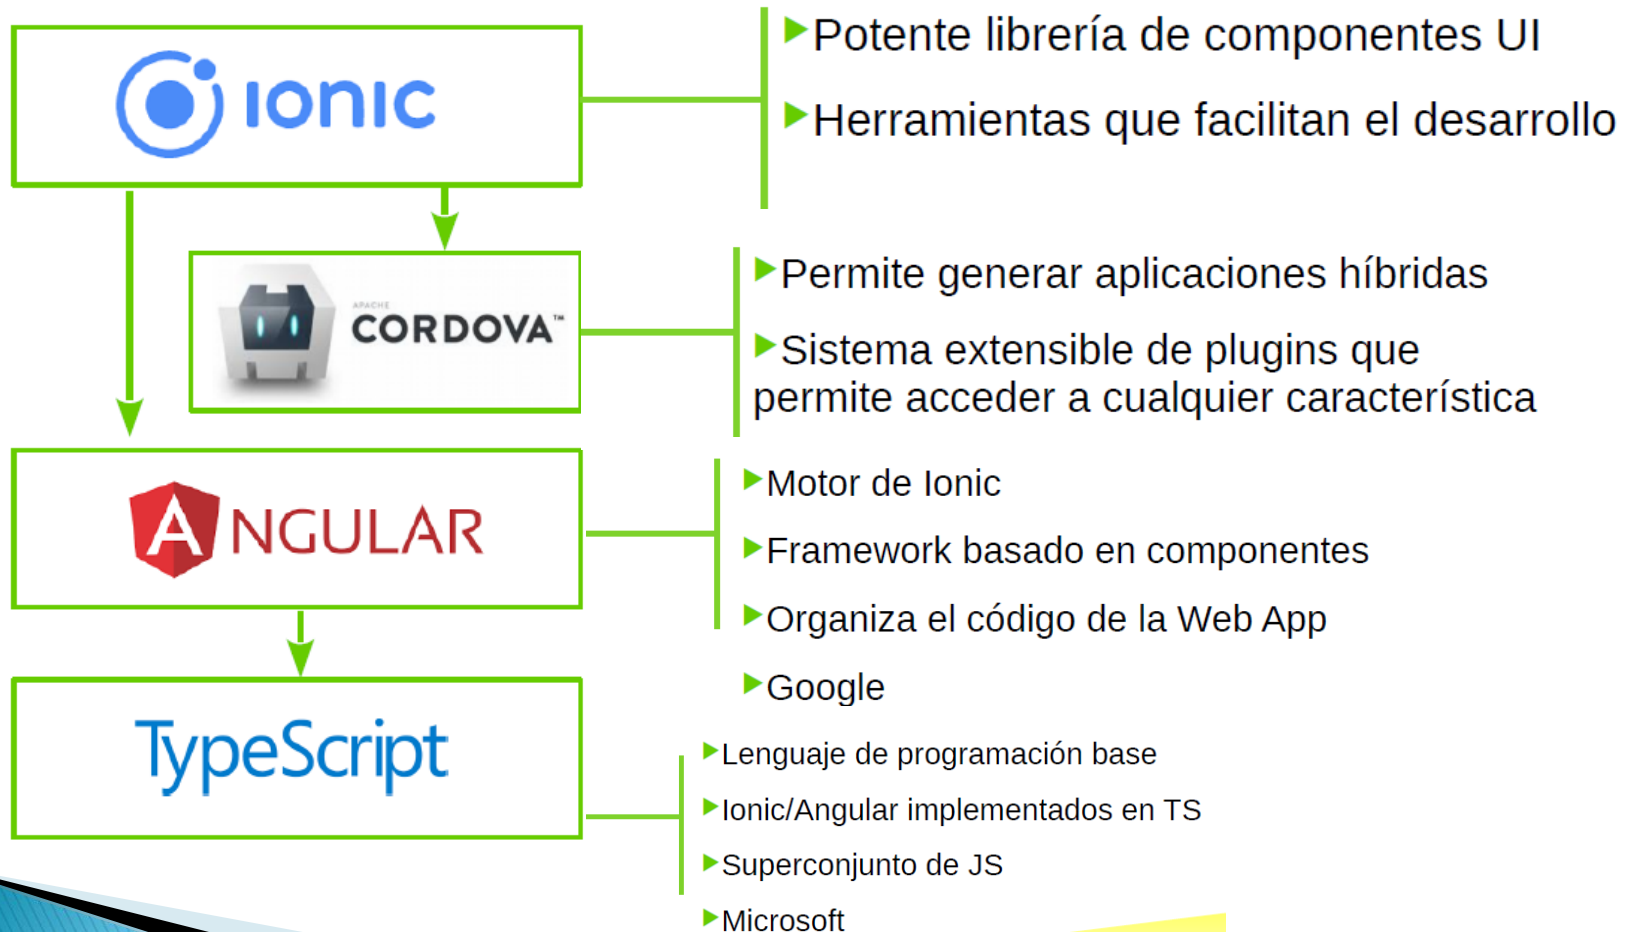 IONIC
Potente librería de componentes UI
Herramientas que facilitan el desarrollo
APACHE
CORDOVA™
Permite generar aplicaciones híbridas
Sistema extensible de plugins que
permite acceder a cualquier característica
ANGULAR
Motor de Ionic
Framework basado en componentes
Organiza el código de la Web App
Google
TypeScript
Lenguaje de programación base
Ionic/Angular implementados en TS
Superconjunto de JS
Microsoft